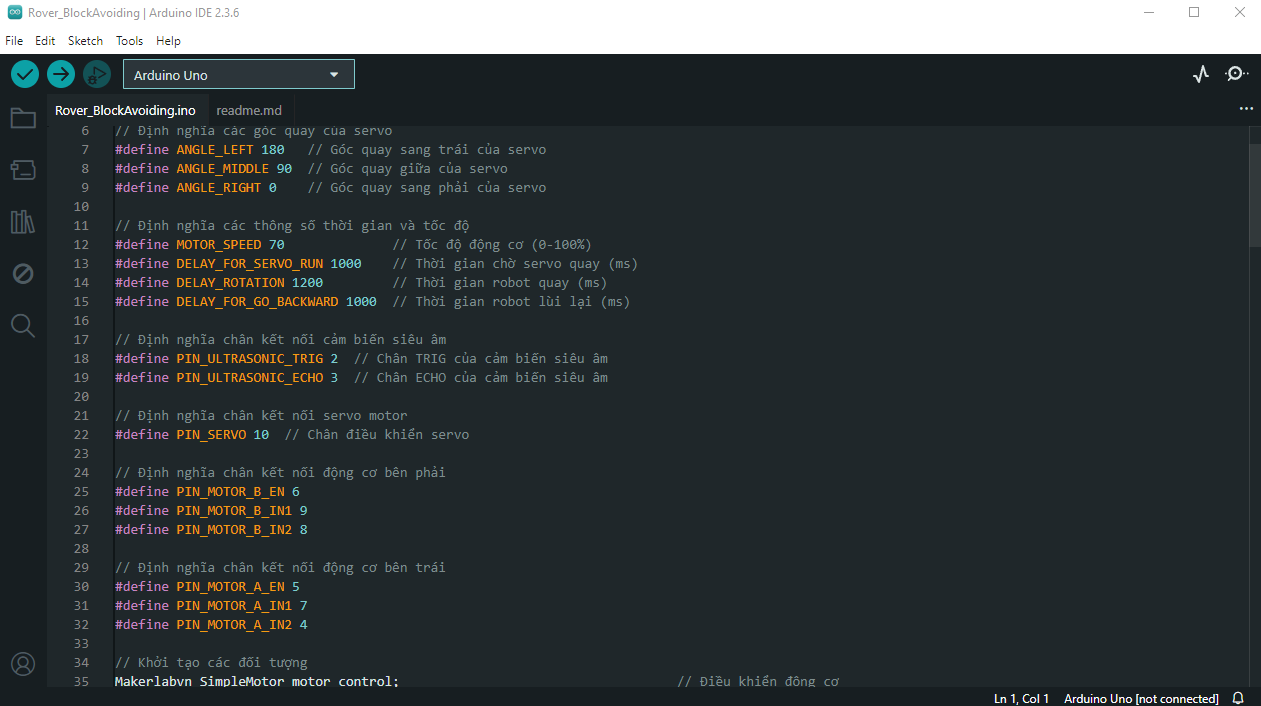 Rover_BlockAvoiding | Arduino IDE 2.3.6
File Edit Sketch Tools Help
Arduino Uno
Rover_BlockAvoiding.ino readme.md
6 // Định nghĩa các góc quay của servo
7 #define ANGLE_LEFT 180 // Góc quay sang trái của servo
8 #define ANGLE_MIDDLE 90 // Góc quay giữa của servo
9 #define ANGLE_RIGHT 0 // Góc quay sang phải của servo
10
11 // Định nghĩa các thông số thời gian và tốc độ
12 #define MOTOR_SPEED 70 // Tốc độ động cơ (0-100%)
13 #define DELAY_FOR_SERVO_RUN 1000 // Thời gian chờ servo quay (ms)
14 #define DELAY_ROTATION 1200 // Thời gian robot quay (ms)
15 #define DELAY_FOR_GO_BACKWARD 1000 // Thời gian robot lùi lại (ms)
16
17 // Định nghĩa chân kết nối cảm biến siêu âm
18 #define PIN_ULTRASONIC_TRIG 2 // Chân TRIG của cảm biến siêu âm
19 #define PIN_ULTRASONIC_ECHO 3 // Chân ECHO của cảm biến siêu âm
20
21 // Định nghĩa chân kết nối servo motor
22 #define PIN_SERVO 10 // Chân điều khiển servo
23
24 // Định nghĩa chân kết nối động cơ bên phải
25 #define PIN_MOTOR_B_EN 6
26 #define PIN_MOTOR_B_IN1 9
27 #define PIN_MOTOR_B_IN2 8
28
29 // Định nghĩa chân kết nối động cơ bên trái
30 #define PIN_MOTOR_A_EN 5
31 #define PIN_MOTOR_A_IN1 7
32 #define PIN_MOTOR_A_IN2 4
33
34 // Khởi tạo các đối tượng
35 Makerlabvn_SimpleMotor motor_control; // Điều khiển động cơ
Ln 1, Col 1 Arduino Uno [not connected]